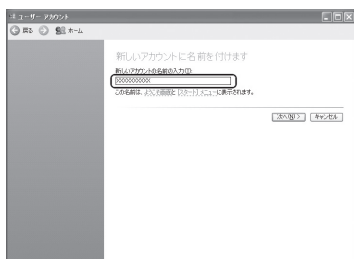 ユーザー アカウント
戻る ホーム
新しいアカウントに名前を付けます
新しいアカウントの名前の入力(T):
XXXXXXXXXXX
この名前は、ようこそ画面と [スタート] メニューに表示されます。
次へ(N) > キャンセル